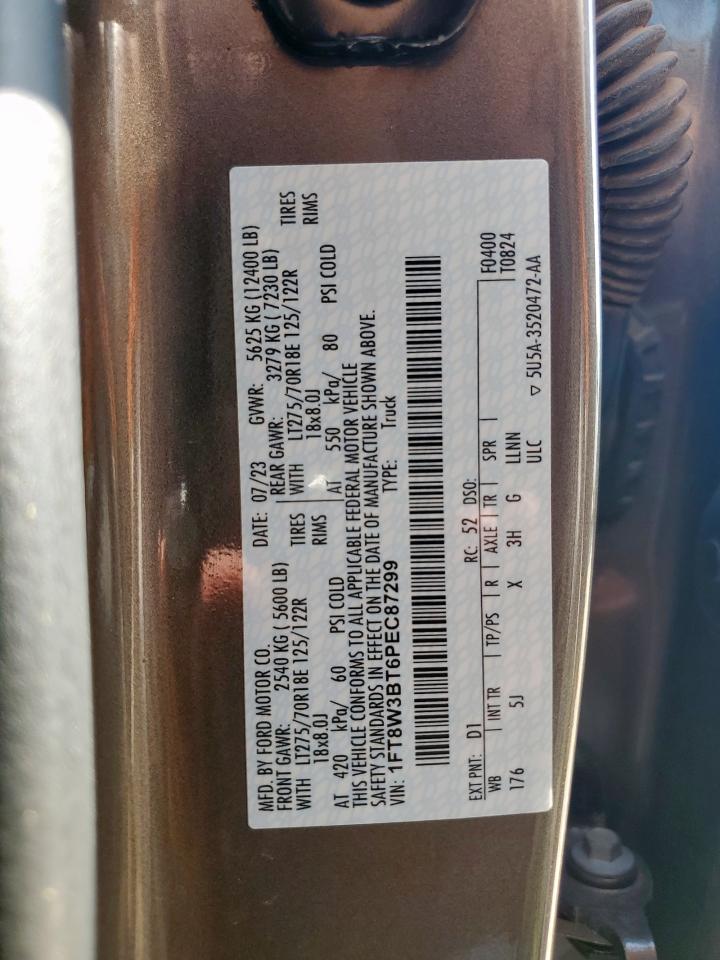 MFD. BY FORD MOTOR CO.
DATE: 07/23 GVWR: 5625 KG (12400 LB)
FRONT GAWR: 2540 KG ( 5600 LB) REAR GAWR: 3279 KG ( 7230 LB)
WITH LT275/70R18E 125/122R TIRES WITH LT275/70R18E 125/122R TIRES
18x8.0J RIMS 18x8.0J RIMS
AT 420 kPa/ 60 PSI COLD AT 550 kPa/ 80 PSI COLD
THIS VEHICLE CONFORMS TO ALL APPLICABLE FEDERAL MOTOR VEHICLE
SAFETY STANDARDS IN EFFECT ON THE DATE OF MANUFACTURE SHOWN ABOVE.
VIN: 1FT8W3BT6PEC87299 TYPE: Truck
EXT PNT: D1 RC: 52 DSO: F0400
WB INT TR TP/PS R AXLE TR SPR T0824
176 5J X 3H G LLNN
ULC ▽ 5U5A-3520472-AA